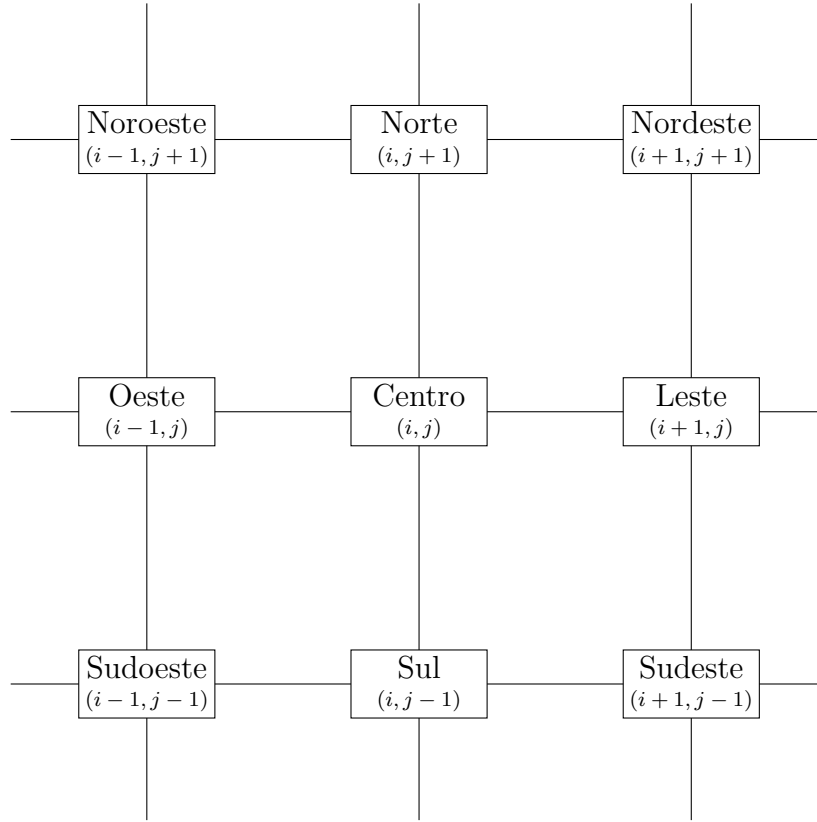 Noroeste
(i − 1, j + 1)
Norte
(i, j + 1)
Nordeste
(i + 1, j + 1)
Oeste
(i − 1, j)
Centro
(i, j)
Leste
(i + 1, j)
Sudoeste
(i − 1, j − 1)
Sul
(i, j − 1)
Sudeste
(i + 1, j − 1)